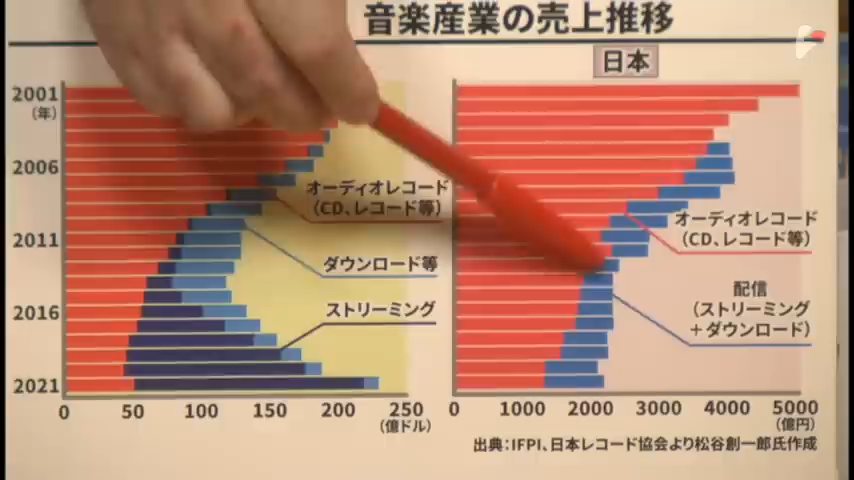 音楽産業の売上推移
日本
2001
(年)
2006
2011
2016
2021
オーディオレコード
(CD、レコード等)
ダウンロード等
ストリーミング
0 50 100 150 200 250
(億ドル)
オーディオレコード
(CD、レコード等)
配信
(ストリーミング
+ダウンロード)
0 1000 2000 3000 4000 5000
(億円)
出典:IFPI、日本レコード協会より松谷創一郎氏作成